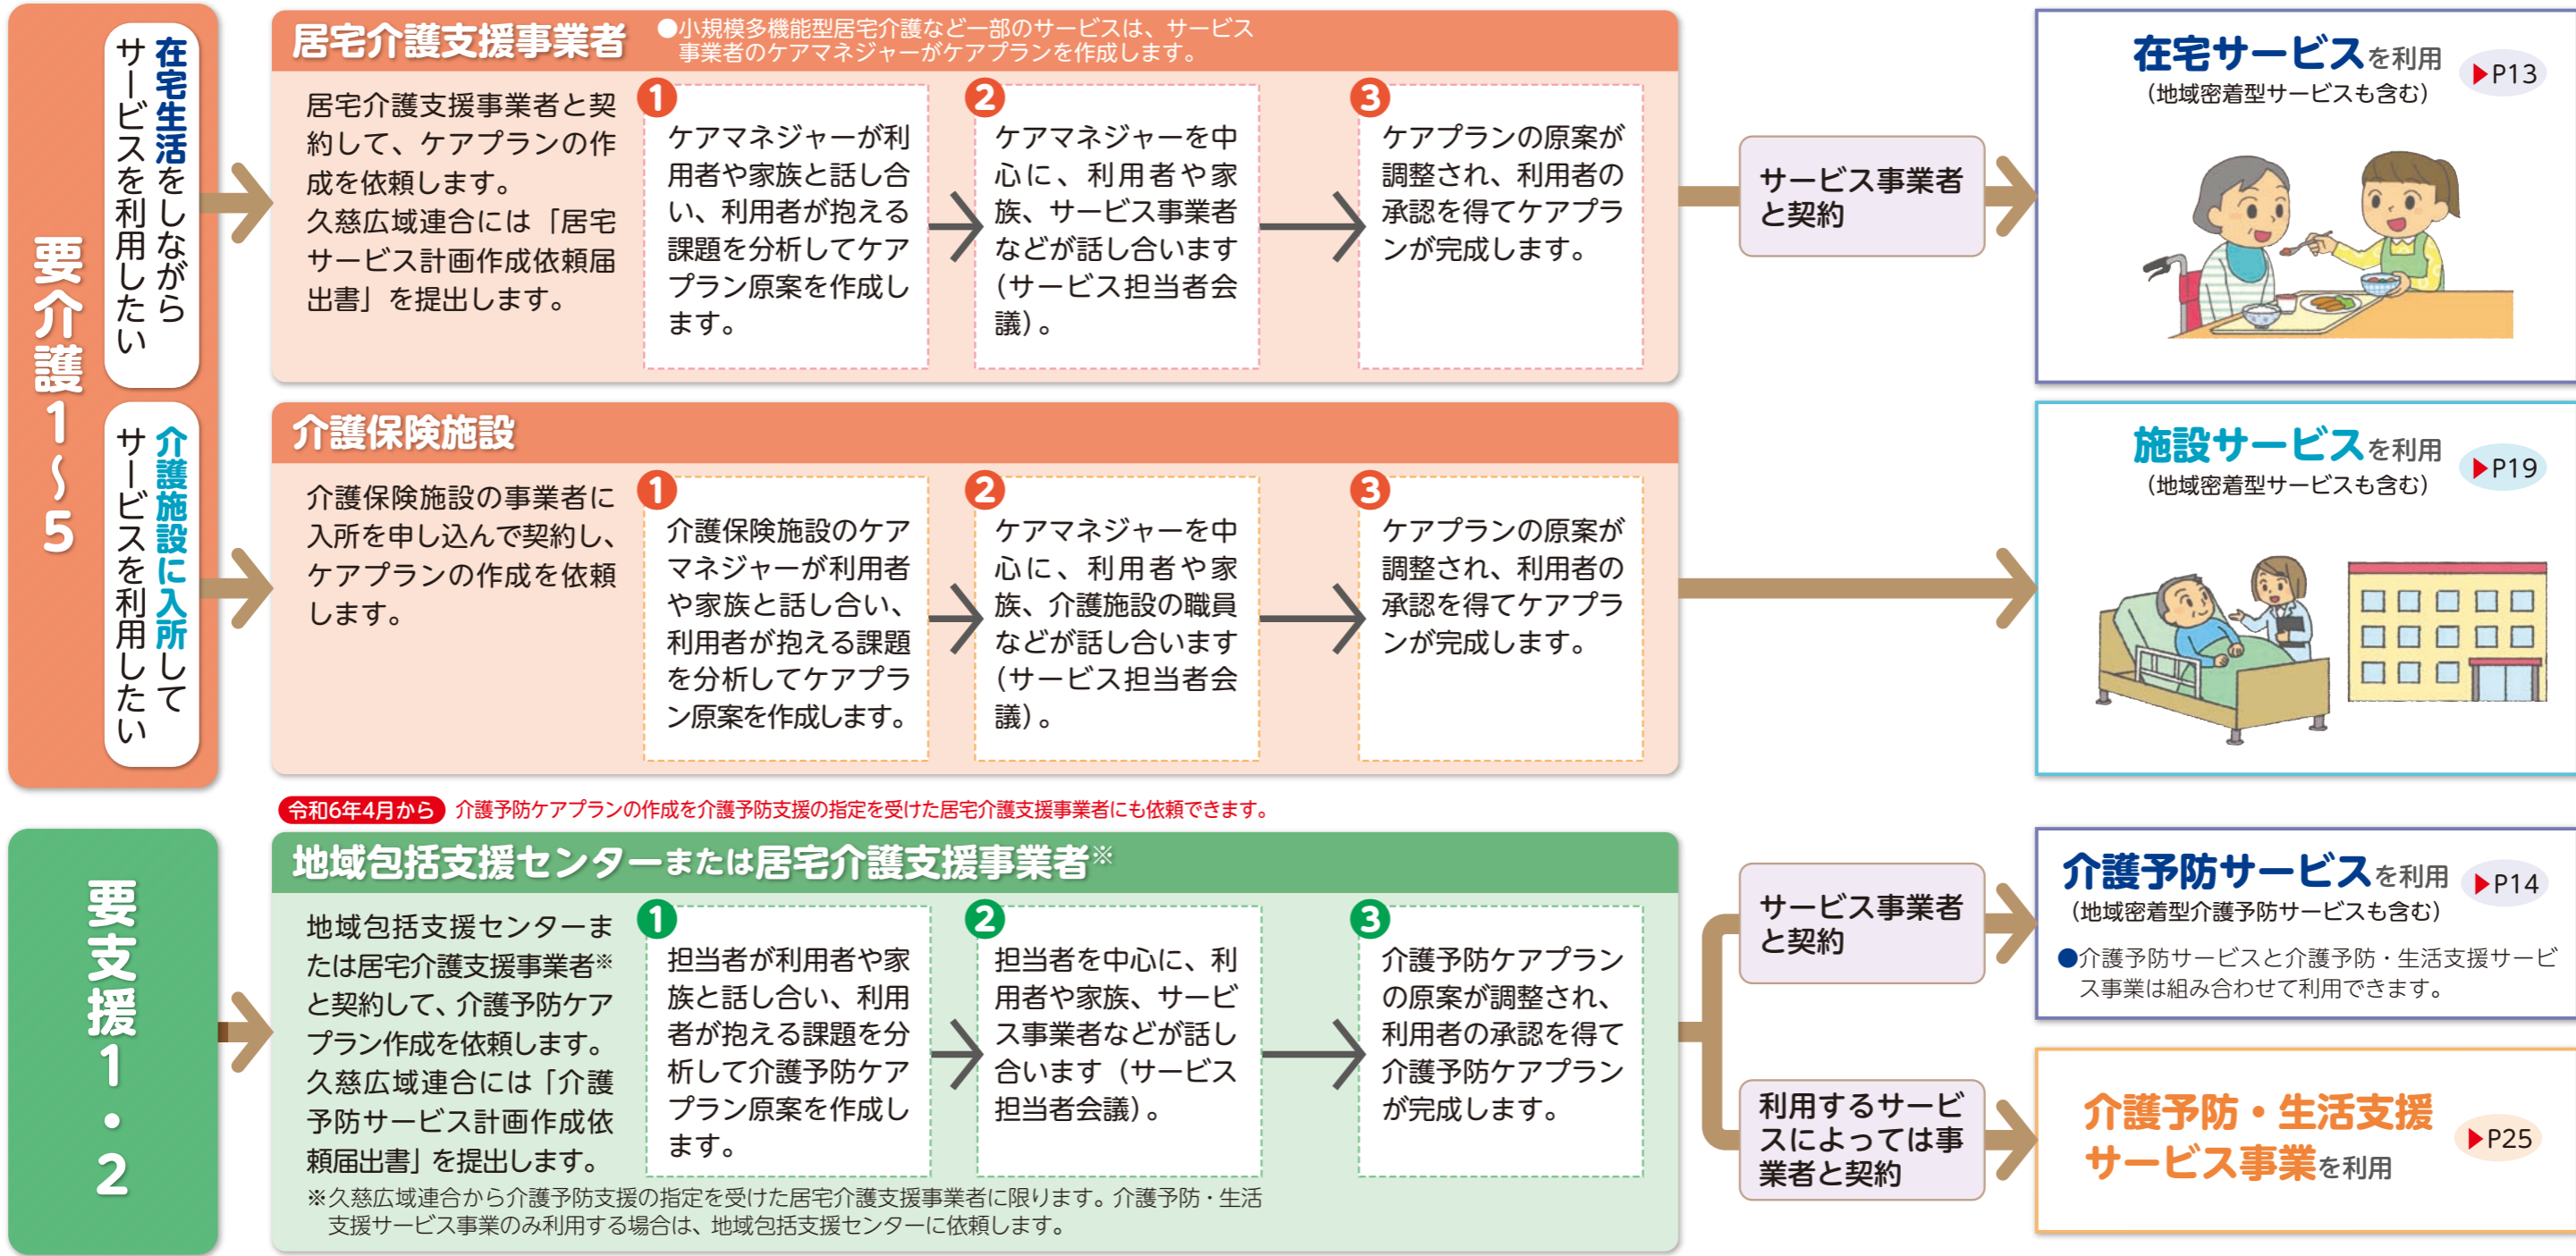 要介護1～5
在宅生活をしながら
サービスを利用したい
居宅介護支援事業者
●小規模多機能型居宅介護など一部のサービスは、サービス
事業者のケアマネジャーがケアプランを作成します。
居宅介護支援事業者と契
約して、ケアプランの作
成を依頼します。
久慈広域連合には「居宅
サービス計画作成依頼届
出書」を提出します。
1
ケアマネジャーが利
用者や家族と話し合
い、利用者が抱える
課題を分析してケア
プラン原案を作成し
ます。
2
ケアマネジャーを中
心に、利用者や家
族、サービス事業者
などが話し合います
（サービス担当者会
議）。
3
ケアプランの原案が
調整され、利用者の
承認を得てケアプラ
ンが完成します。
サービス事業者
と契約
在宅サービスを利用
（地域密着型サービスも含む）
▶P13
介護施設に入所して
サービスを利用したい
介護保険施設
介護保険施設の事業者に
入所を申し込んで契約し、
ケアプランの作成を依頼
します。
1
介護保険施設のケア
マネジャーが利用者
や家族と話し合い、
利用者が抱える課題
を分析してケアプラ
ン原案を作成します。
2
ケアマネジャーを中
心に、利用者や家
族、介護施設の職員
などが話し合います
（サービス担当者会
議）。
3
ケアプランの原案が
調整され、利用者の
承認を得てケアプラ
ンが完成します。
施設サービスを利用
（地域密着型サービスも含む）
▶P19
令和6年4月から 介護予防ケアプランの作成を介護予防支援の指定を受けた居宅介護支援事業者にも依頼できます。
要支援1・2
地域包括支援センターまたは居宅介護支援事業者※
地域包括支援センターま
たは居宅介護支援事業者※
と契約して、介護予防ケア
プラン作成を依頼します。
久慈広域連合には「介護
予防サービス計画作成依
頼届出書」を提出します。
1
担当者が利用者や家
族と話し合い、利用
者が抱える課題を分
析して介護予防ケア
プラン原案を作成し
ます。
2
担当者を中心に、利
用者や家族、サービ
ス事業者などが話し
合います（サービス
担当者会議）。
3
介護予防ケアプラン
の原案が調整され、
利用者の承認を得て
介護予防ケアプラン
が完成します。
※久慈広域連合から介護予防支援の指定を受けた居宅介護支援事業者に限ります。介護予防・生活
支援サービス事業のみ利用する場合は、地域包括支援センターに依頼します。
サービス事業者
と契約
介護予防サービスを利用
（地域密着型介護予防サービスも含む）
▶P14
●介護予防サービスと介護予防・生活支援サービ
ス事業は組み合わせて利用できます。
利用するサービ
スによっては事
業者と契約
介護予防・生活支援
サービス事業を利用
▶P25